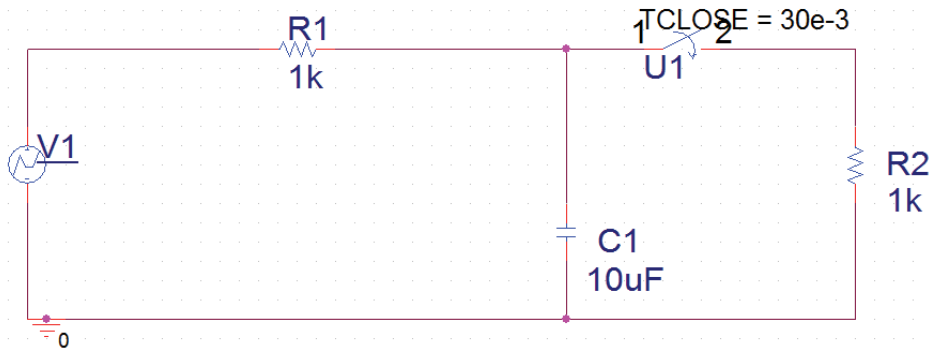 TCLOSE = 30e-3
R1
1
2
U1
1k
V1
R2
1k
C1
10uF
0